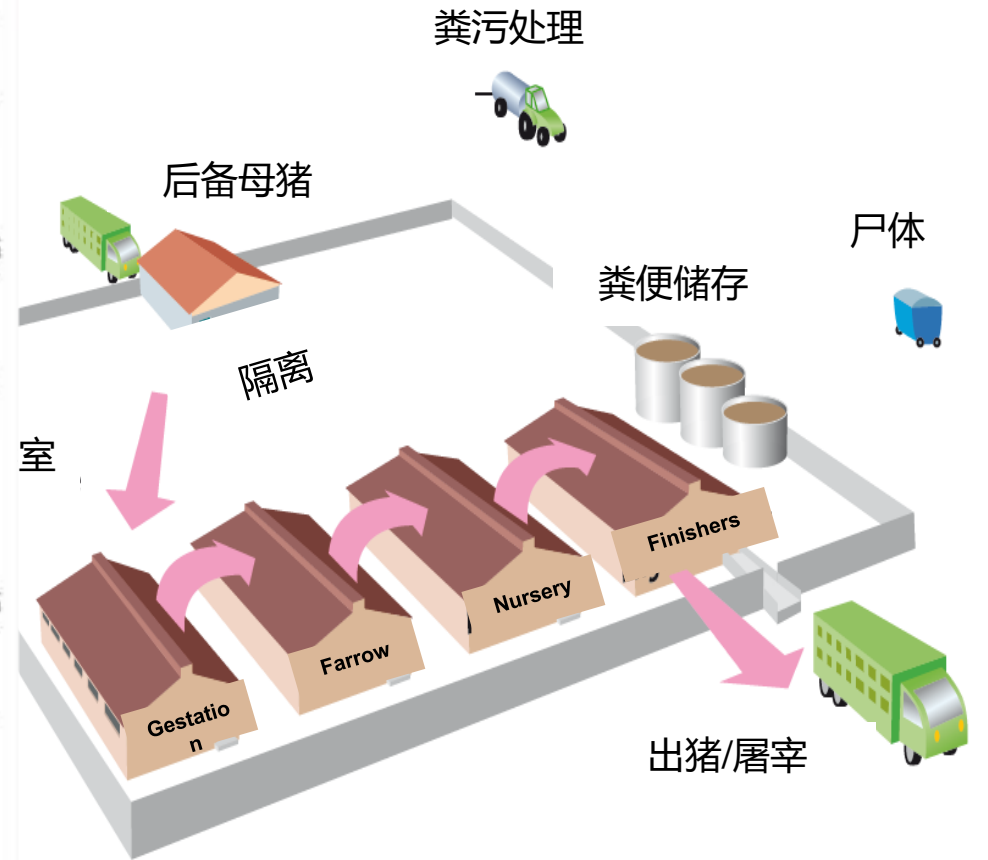 粪污处理
后备母猪
尸体
粪便储存
隔离
室
Finishers
Nursery
Farrow
Gestatio
n
出猪/屠宰